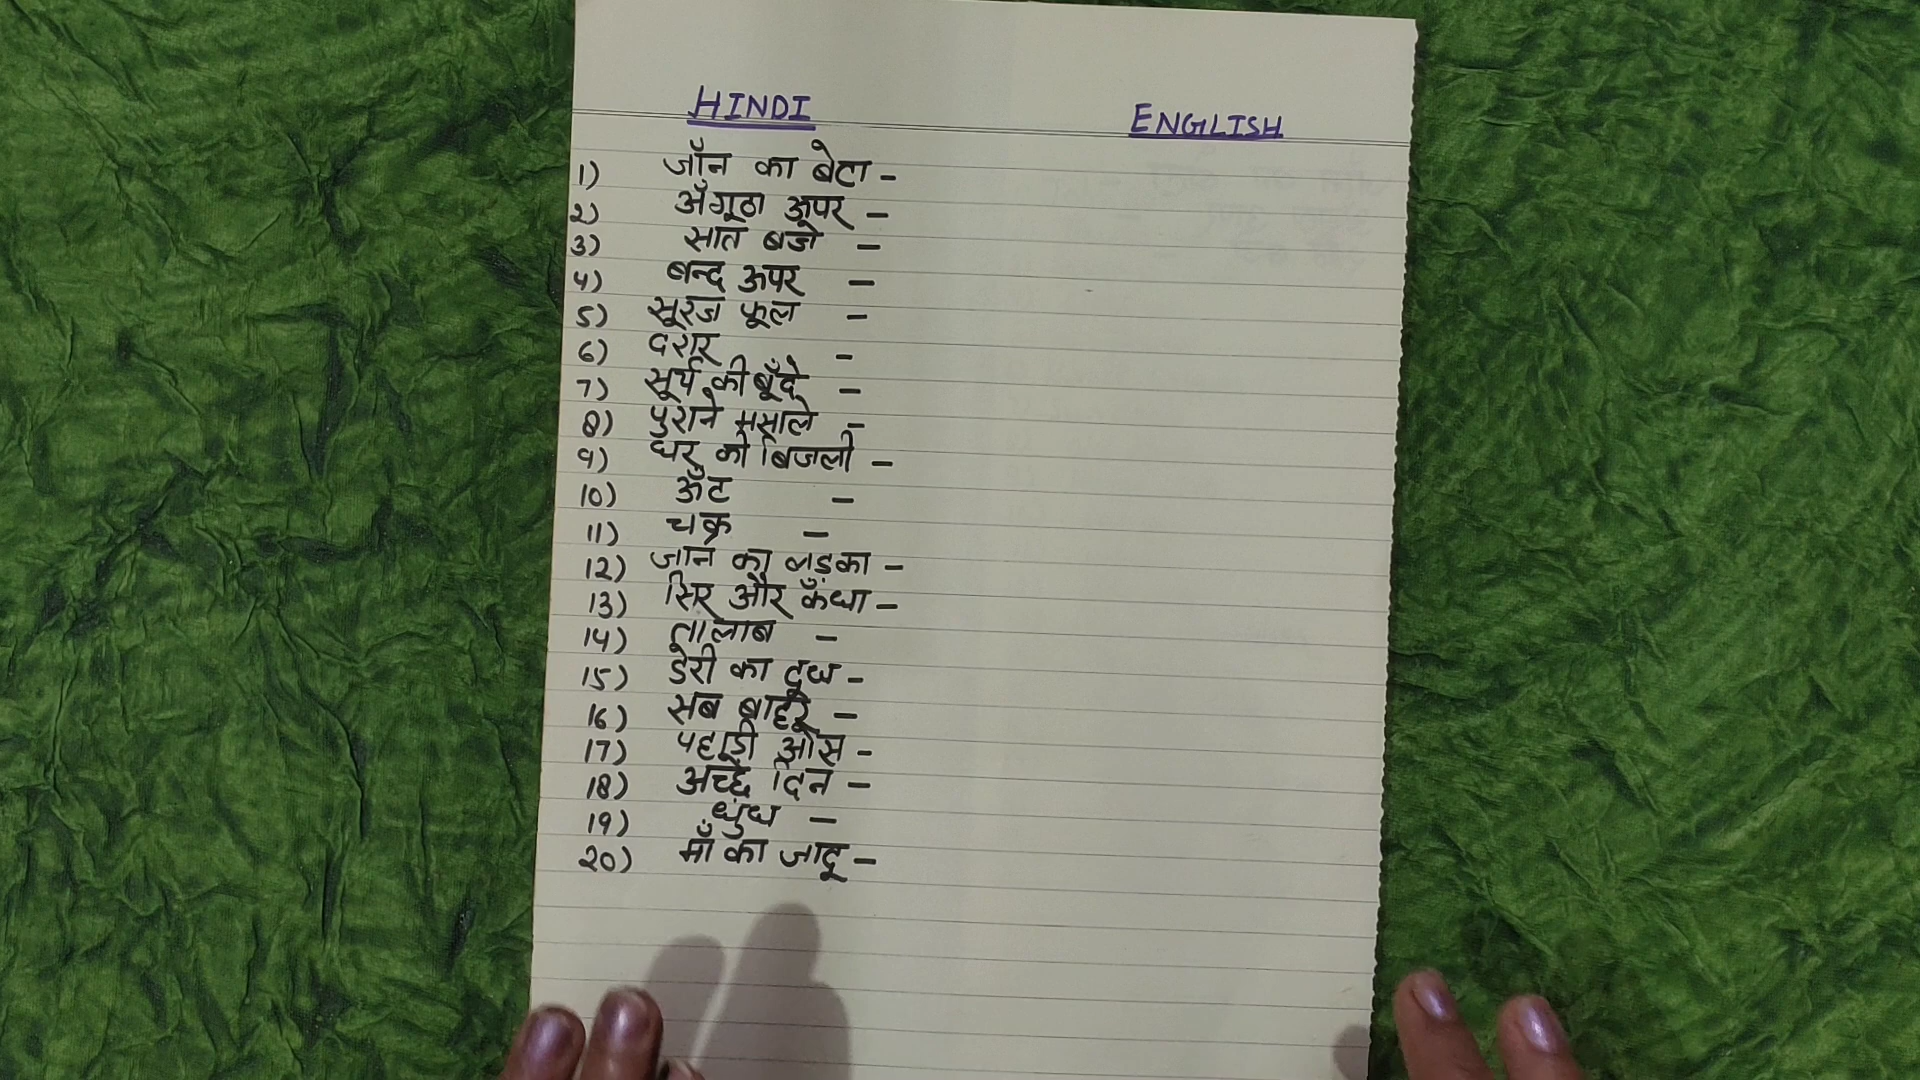 HINDI ENGLISH
1) जॉन का बेटा -
2) अँगूठा ऊपर -
3) सात बजे -
4) बन्द ऊपर -
5) सूरज फूल -
6) दरार -
7) सूर्य की बूँदे -
8) पुराने मसाले -
9) घर की बिजली -
10) ऊँट -
11) चक्र -
12) जॉन का लड़का -
13) सिर और कँधा -
14) तालाब -
15) डेरी का दूध -
16) सब बाहर -
17) पहाड़ी ओस -
18) अच्छे दिन -
19) धुंध -
20) माँ का जादू -